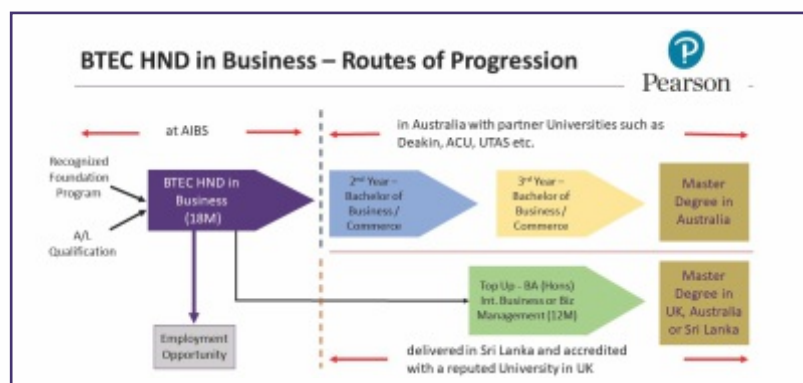 BTEC HND in Business – Routes of Progression
Pearson
at AIBS
in Australia with partner Universities such as
Deakin, ACU, UTAS etc.
Recognized
Foundation
Program
A/L
Qualification
BTEC HND in
Business
(18M)
2nd Year –
Bachelor of
Business /
Commerce
3rd Year –
Bachelor of
Business /
Commerce
Master
Degree in
Australia
Top Up - BA (Hons)
Int. Business or Biz
Management (12M)
Master
Degree in
UK, Australia
or Sri Lanka
Employment
Opportunity
delivered in Sri Lanka and accredited
with a reputed University in UK